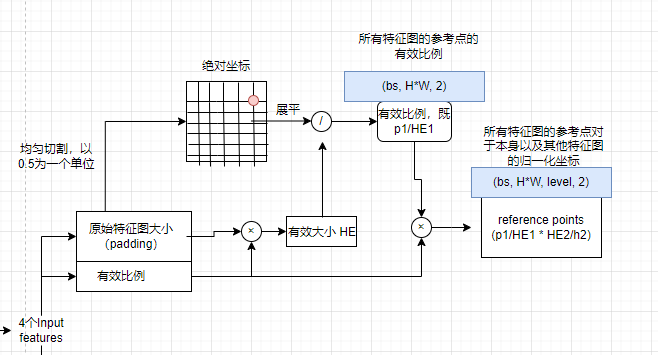 所有特征图的参考点的
有效比例
绝对坐标
(bs, H*W, 2)
展平
/
有效比例，既
p1/HE1
所有特征图的参考点对
于本身以及其他特征图
的归一化坐标
均匀切割，以
0.5为一个单位
(bs, H*W, level, 2)
原始特征图大小
（padding）
×
有效大小 HE
×
reference points
(p1/HE1 * HE2/h2)
有效比例
4个Input
features